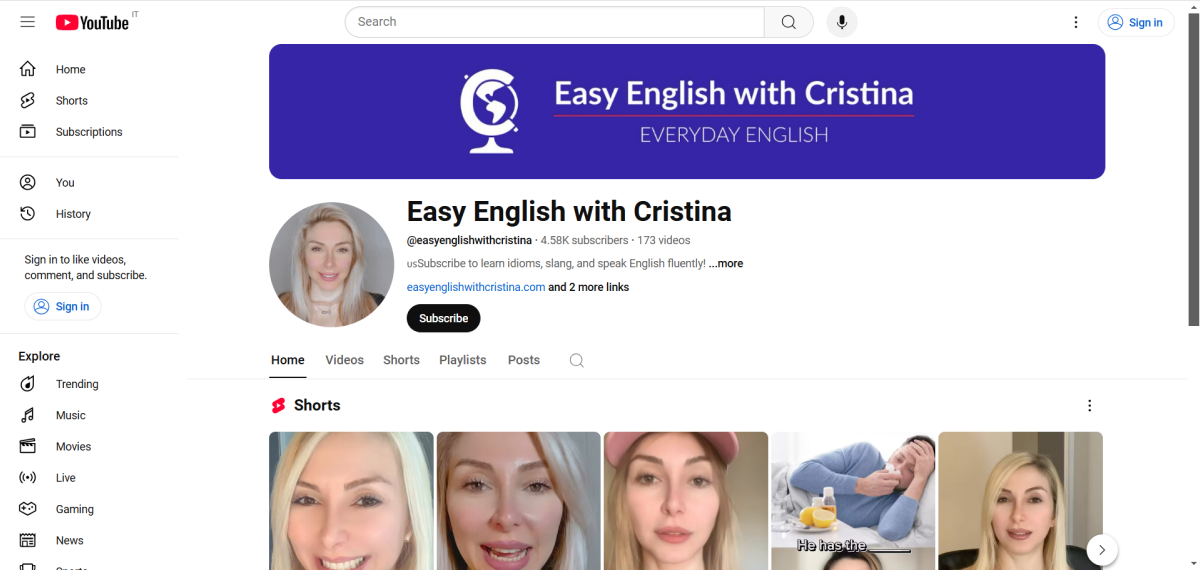 YouTube IT
Search
Sign in
Home
Shorts
Subscriptions
You
History
Sign in to like videos,
comment, and subscribe.
Sign in
Explore
Trending
Music
Movies
Live
Gaming
News
Easy English with Cristina
EVERYDAY ENGLISH
Easy English with Cristina
@easyenglishwithcristina · 4.58K subscribers · 173 videos
USSubscribe to learn idioms, slang, and speak English fluently! ...more
easyenglishwithcristina.com and 2 more links
Subscribe
Home Videos Shorts Playlists Posts
Shorts
He has the ______